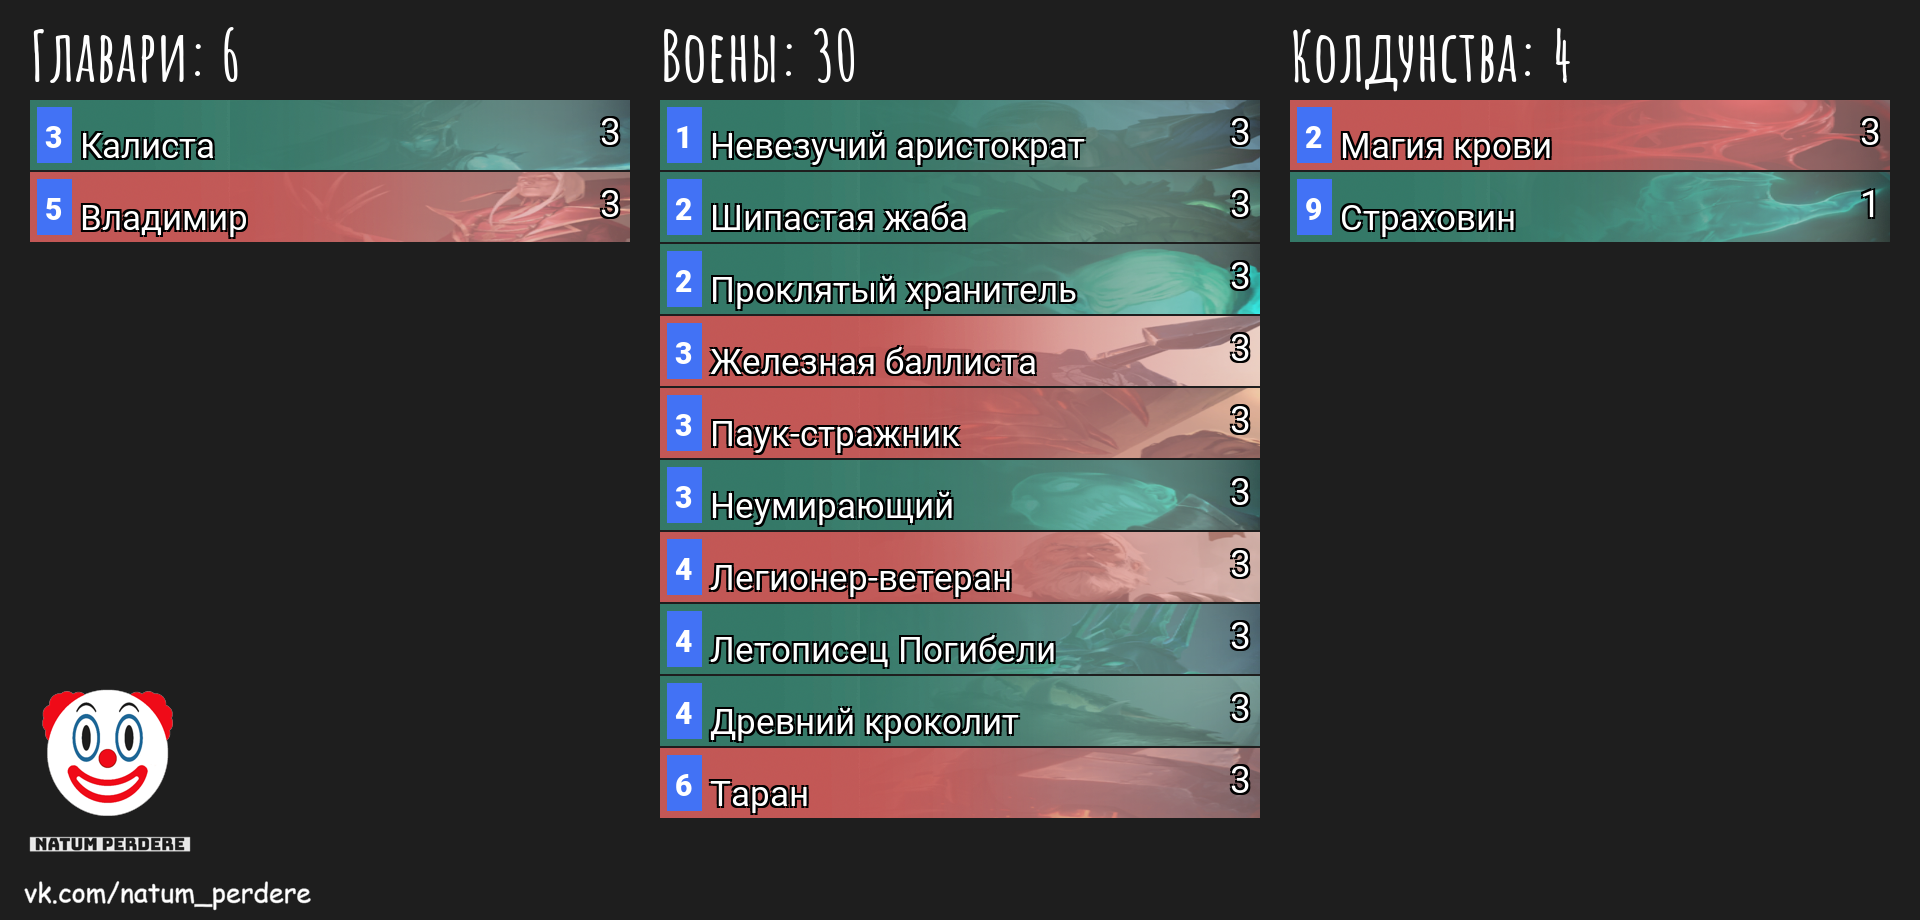 Главари: 6
3 Калиста 3
5 Владимир 3
Воены: 30
1 Невезучий аристократ 3
2 Шипастая жаба 3
2 Проклятый хранитель 3
3 Железная баллиста 3
3 Паук-стражник 3
3 Неумирающий 3
4 Легионер-ветеран 3
4 Летописец Погибели 3
4 Древний кроколит 3
6 Таран 3
Колдунства: 4
2 Магия крови 3
9 Страховин 1
NATUM PERDERE
vk.com/natum_perdere